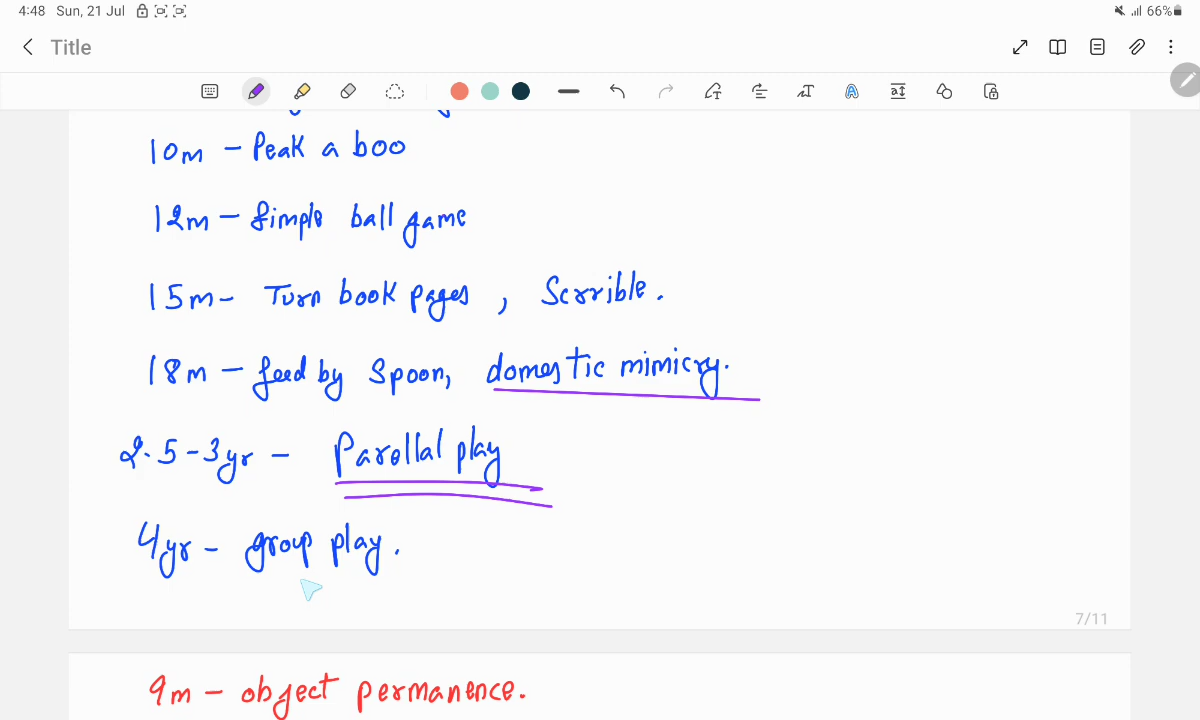 4:48 Sun, 21 Jul 66%
Title
10m - Peak a boo
12m - Simple ball game
15m - Turn book pages, Scrrible.
18m - feed by Spoon, domestic mimicry.
2.5-3yr - Parollal play
4yr - group play.
7/11
9m - object permanence.